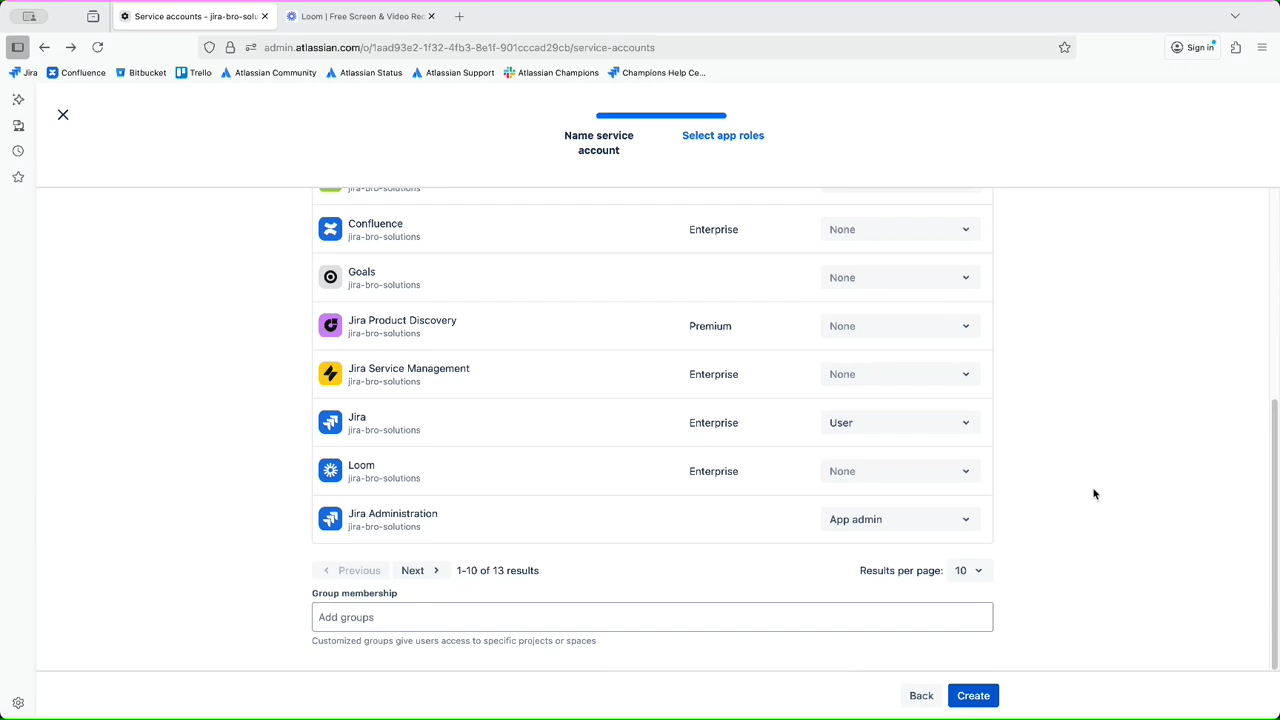 Service accounts - jira-bro-solu
Loom | Free Screen & Video Rec
admin.atlassian.com/o/1aad93e2-1f32-4fb3-8e1f-901cccad29cb/service-accounts
Sign in
Jira
Confluence
Bitbucket
Trello
Atlassian Community
Atlassian Status
Atlassian Support
Atlassian Champions
Champions Help Ce...
Name service
account
Select app roles
jira-bro-solutions
Confluence
jira-bro-solutions
Enterprise
None
Goals
jira-bro-solutions
None
Jira Product Discovery
jira-bro-solutions
Premium
None
Jira Service Management
jira-bro-solutions
Enterprise
None
Jira
jira-bro-solutions
Enterprise
User
Loom
jira-bro-solutions
Enterprise
None
Jira Administration
jira-bro-solutions
App admin
Previous
Next
1-10 of 13 results
Results per page: 10
Group membership
Add groups
Customized groups give users access to specific projects or spaces
Back
Create